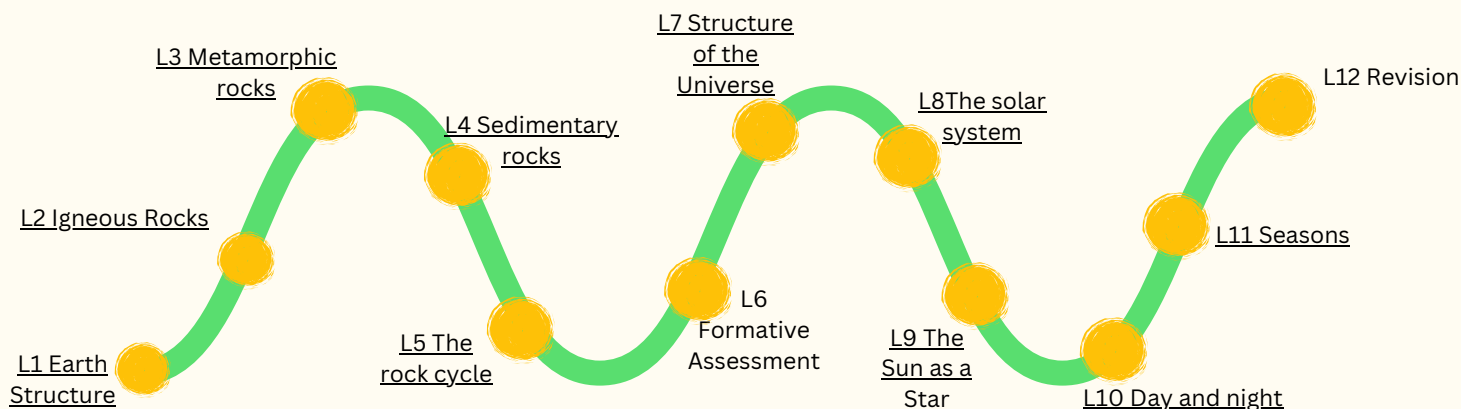 L1 Earth
Structure
L2 Igneous Rocks
L3 Metamorphic
rocks
L4 Sedimentary
rocks
L5 The
rock cycle
L6
Formative
Assessment
L7 Structure
of the
Universe
L8The solar
system
L9 The
Sun as a
Star
L10 Day and night
L11 Seasons
L12 Revision